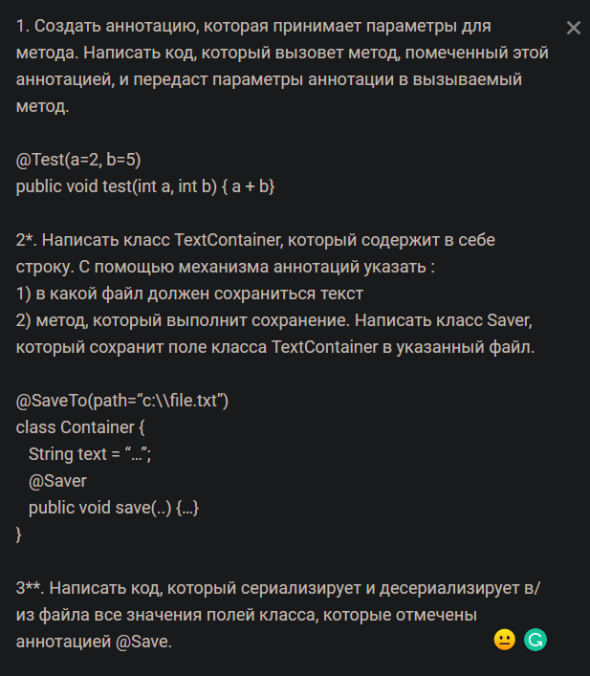 1. Создать аннотацию, которая принимает параметры для
метода. Написать код, который вызовет метод, помеченный этой
аннотацией, и передаст параметры аннотации в вызываемый
метод.
@Test(a=2, b=5)
public void test(int a, int b) { a + b}
2*. Написать класс TextContainer, который содержит в себе
строку. С помощью механизма аннотаций указать :
1) в какой файл должен сохраниться текст
2) метод, который выполнит сохранение. Написать класс Saver,
который сохранит поле класса TextContainer в указанный файл.
@SaveTo(path=“c:\\file.txt”)
class Container {
String text = “…”;
@Saver
public void save(..) {…}
}
3**. Написать код, который сериализирует и десериализирует в/
из файла все значения полей класса, которые отмечены
аннотацией @Save.